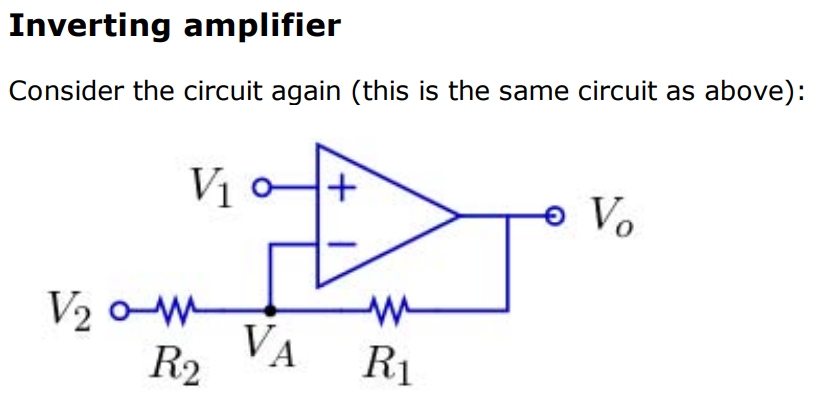 Inverting amplifier
Consider the circuit again (this is the same circuit as above):
V1
+
−
Vo
V2
R2
VA
R1